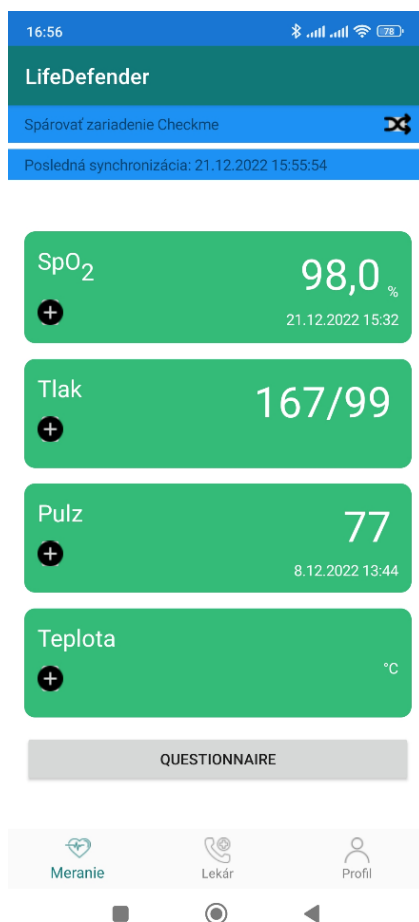 16:56
78
LifeDefender
Spárovať zariadenie Checkme
Posledná synchronizácia: 21.12.2022 15:55:54
SpO2
98,0 %
21.12.2022 15:32
Tlak
167/99
Pulz
77
8.12.2022 13:44
Teplota
°C
QUESTIONNAIRE
Meranie
Lekár
Profil